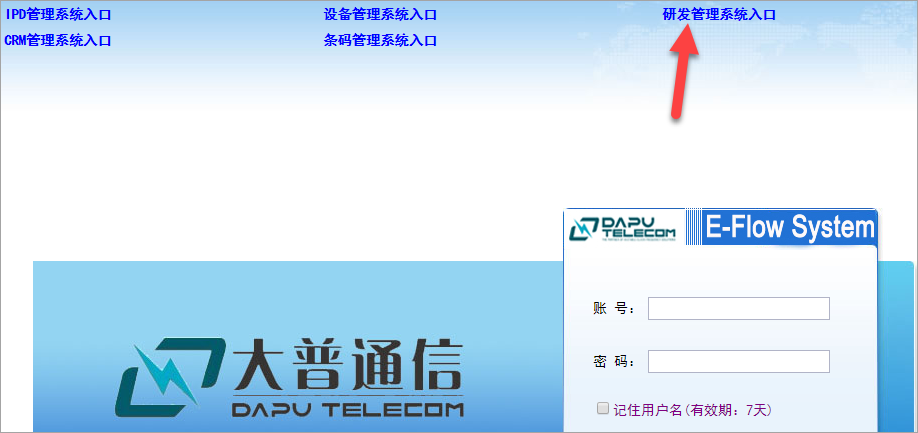 IPD管理系统入口 设备管理系统入口 研发管理系统入口
CRM管理系统入口 条码管理系统入口
DAPU TELECOM E-Flow System
账 号：
密 码：
记住用户名(有效期：7天)
大普通信
DAPU TELECOM